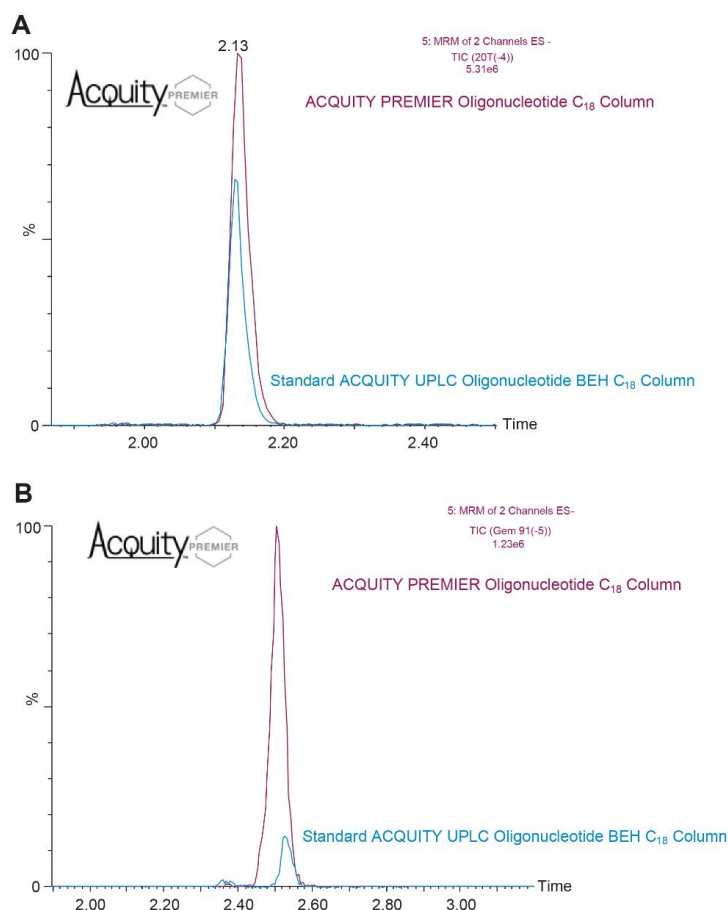 A
2.13
5: MRM of 2 Channels ES -
TIC (20T(-4))
5.31e6
100
Acquity PREMIER
ACQUITY PREMIER Oligonucleotide C18 Column
%
Standard ACQUITY UPLC Oligonucleotide BEH C18 Column
0
Time
2.00 2.20 2.40
B
5: MRM of 2 Channels ES-
100
TIC (Gem 91(-5))
1.23e6
Acquity PREMIER
ACQUITY PREMIER Oligonucleotide C18 Column
%
Standard ACQUITY UPLC Oligonucleotide BEH C18 Column
0
Time
2.00 2.20 2.40 2.60 2.80 3.00